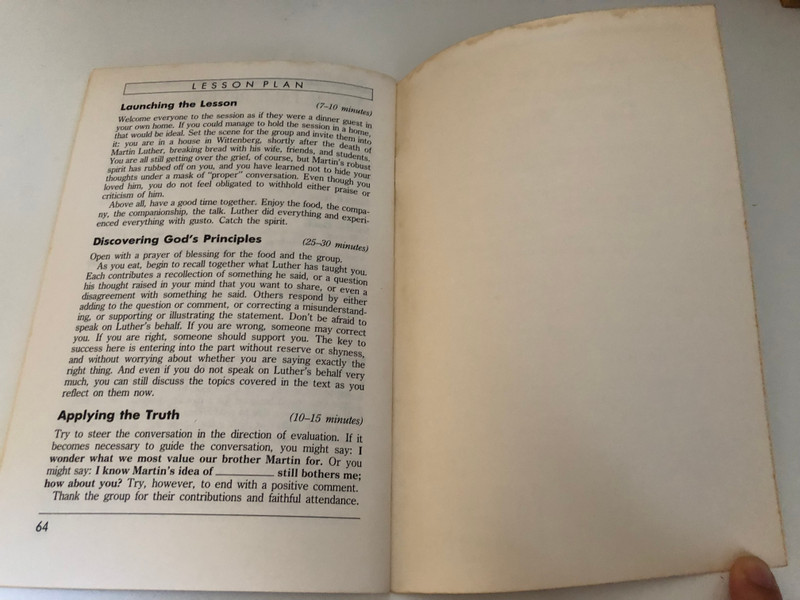 LESSON PLAN
Launching the Lesson (7–10 minutes)
Welcome everyone to the session as if they were a dinner guest in
your own home. If you could manage to hold the session in a home,
that would be ideal. Set the scene for the group and invite them into
it: you are in a house in Wittenberg, shortly after the death of
Martin Luther, breaking bread with his wife, friends, and students.
You are all still getting over the grief, of course, but Martin's robust
spirit has rubbed off on you, and you have learned not to hide your
thoughts under a mask of "proper" conversation. Even though you
loved him, you do not feel obligated to withhold either praise or
criticism of him.
Above all, have a good time together. Enjoy the food, the compa-
ny, the companionship, the talk. Luther did everything and experi-
enced everything with gusto. Catch the spirit.
Discovering God's Principles (25–30 minutes)
Open with a prayer of blessing for the food and the group.
As you eat, begin to recall together what Luther has taught you.
Each contributes a recollection of something he said, or a question
his thought raised in your mind that you want to share, or even a
disagreement with something he said. Others respond by either
adding to the question or comment, or correcting a misunderstand-
ing, or supporting or illustrating the statement. Don't be afraid to
speak on Luther's behalf. If you are wrong, someone may correct
you. If you are right, someone should support you. The key to
success here is entering into the part without reserve or shyness,
and without worrying about whether you are saying exactly the
right thing. And even if you do not speak on Luther's behalf very
much, you can still discuss the topics covered in the text as you
reflect on them now.
Applying the Truth (10–15 minutes)
Try to steer the conversation in the direction of evaluation. If it
becomes necessary to guide the conversation, you might say: I
wonder what we most value our brother Martin for. Or you
might say: I know Martin's idea of ________ still bothers me;
how about you? Try, however, to end with a positive comment.
Thank the group for their contributions and faithful attendance.
64